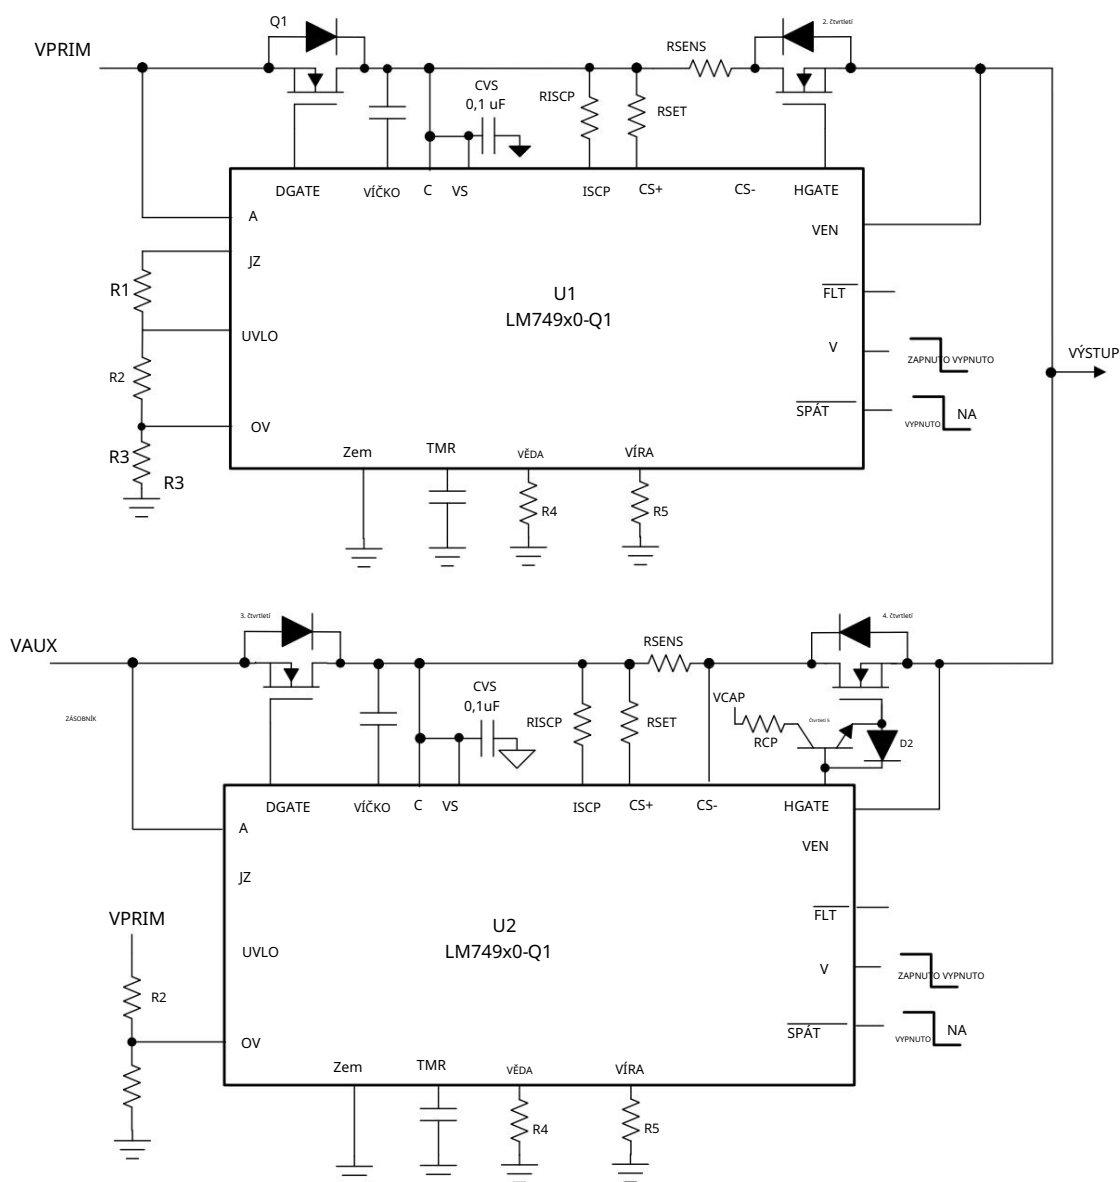 Q1
2. čtvrtletí
VPRIM
RSENS
CVS
0,1 uF
RISCP
RSET
DGATE
VÍČKO
C
VS
ISCP
CS+
CS-
HGATE
A
VEN
JZ
R1
U1
LM749x0-Q1
FLT
UVLO
V
ZAPNUTO VYPNUTO
VÝSTUP
R2
SPÁT
VYPNUTO
NA
OV
R3
R3
Zem
TMR
VĚDA
VÍRA
R4
R5
3. čtvrtletí
4. čtvrtletí
VAUX
RSENS
CVS
0,1uF
RISCP
RSET
VCAP
RCP
Čtvrtletí 5
D2
ZÁSOBNÍK
DGATE
VÍČKO
C
VS
ISCP
CS+
CS-
HGATE
A
VEN
JZ
VPRIM
U2
LM749x0-Q1
FLT
UVLO
V
ZAPNUTO VYPNUTO
R2
SPÁT
VYPNUTO
NA
OV
Zem
TMR
VĚDA
VÍRA
R4
R5